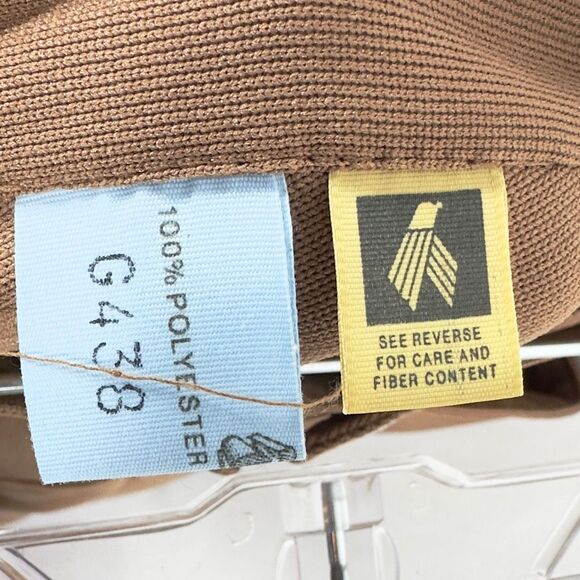 100% POLYESTER
G438
SEE REVERSE
FOR CARE AND
FIBER CONTENT